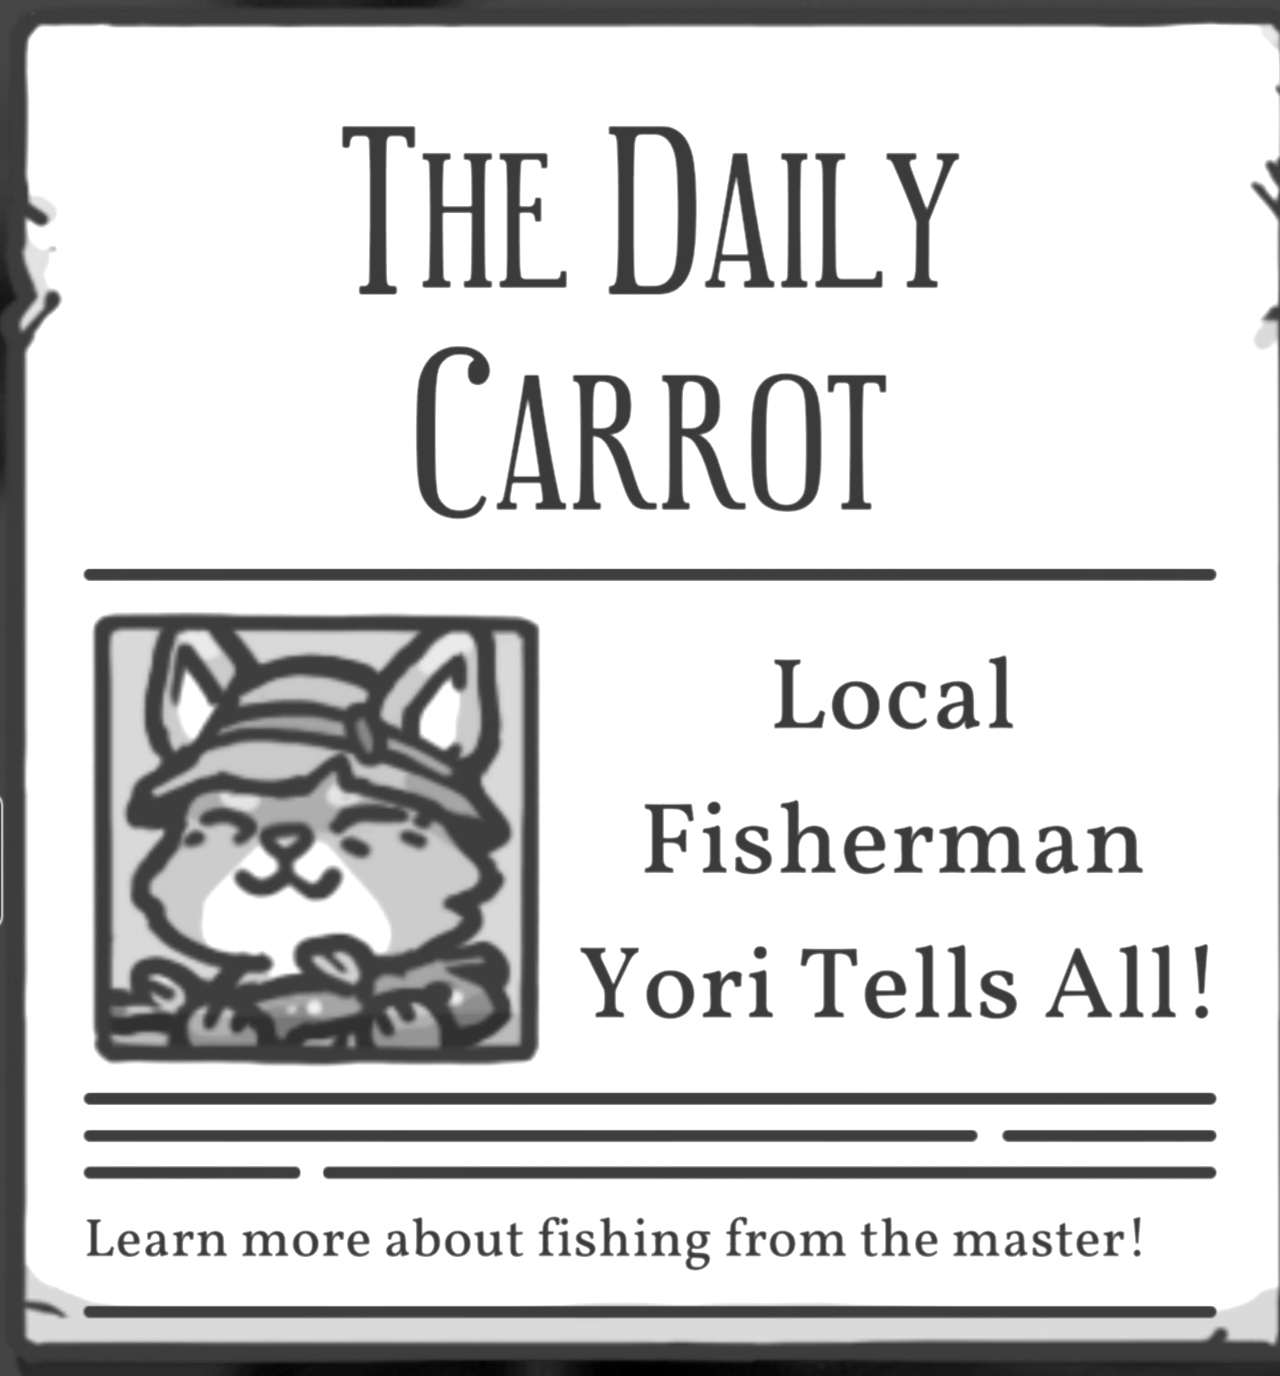 The Daily
Carrot
Local
Fisherman
Yori Tells All!
Learn more about fishing from the master!